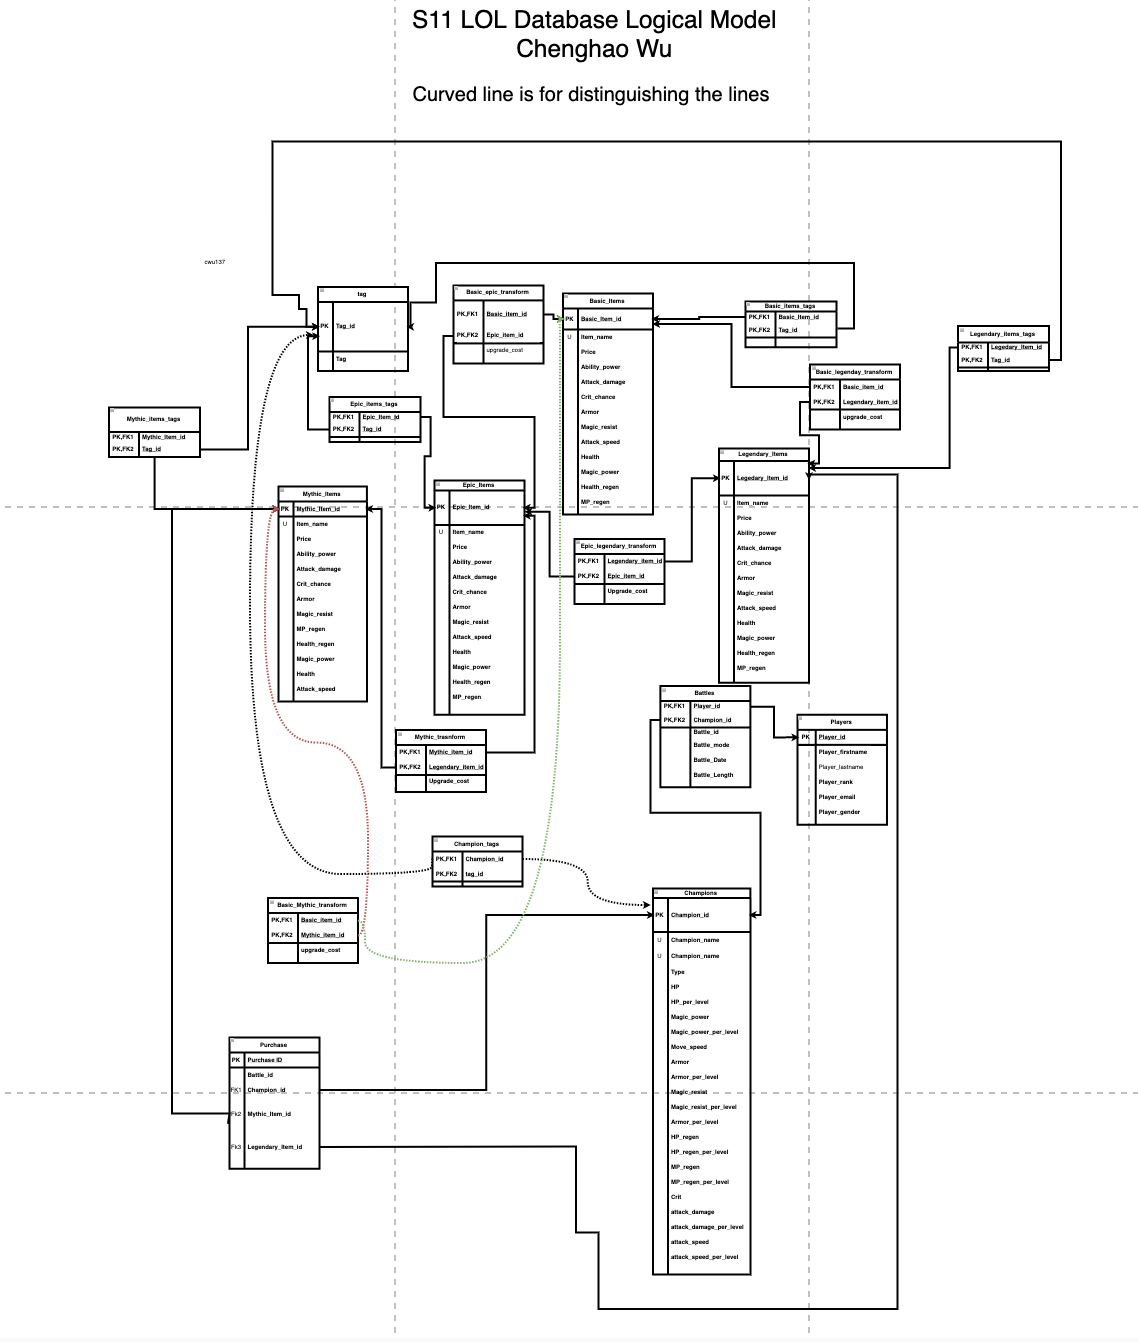 S11 LOL Database Logical Model
Chenghao Wu
Curved line is for distinguishing the lines
cwu137
tag
PK Tag_id
Tag
Basic_epic_transform
PK,FK1 Basic_item_id
PK,FK2 Epic_item_id
upgrade_cost
Basic_Items
PK Basic_Item_id
U Item_name
Price
Ability_power
Attack_damage
Crit_chance
Armor
Magic_resist
Attack_speed
Health
Magic_power
Health_regen
MP_regen
Basic_items_tags
PK,FK1 Basic_Item_id
PK,FK2 Tag_id
Legendary_items_tags
PK,FK1 Legedary_item_id
PK,FK2 Tag_id
Basic_legenday_transform
PK,FK1 Basic_item_id
PK,FK2 Legendary_item_id
upgrade_cost
Mythic_items_tags
PK,FK1 Mythic_Item_id
PK,FK2 Tag_id
Epic_items_tags
PK,FK1 Epic_Item_id
PK,FK2 Tag_id
Mythic_Items
PK Mythic_Item_id
U Item_name
Price
Ability_power
Attack_damage
Crit_chance
Armor
Magic_resist
MP_regen
Health_regen
Magic_power
Health
Attack_speed
Epic_Items
PK Epic_Item_id
U Item_name
Price
Ability_power
Attack_damage
Crit_chance
Armor
Magic_resist
Attack_speed
Health
Magic_power
Health_regen
MP_regen
Epic_legendary_transform
PK,FK1 Legendary_item_id
PK,FK2 Epic_item_id
Upgrade_cost
Legendary_Items
PK Legedary_Item_id
U Item_name
Price
Ability_power
Attack_damage
Crit_chance
Armor
Magic_resist
Attack_speed
Health
Magic_power
Health_regen
MP_regen
Mythic_trasnform
PK,FK1 Mythic_item_id
PK,FK2 Legendary_item_id
Upgrade_cost
Battles
PK,FK1 Player_id
PK,FK2 Champion_id
Battle_id
Battle_mode
Battle_Date
Battle_Length
Players
PK Player_id
Player_firstname
Player_lastname
Player_rank
Player_email
Player_gender
Champion_tags
PK,FK1 Champion_id
PK,FK2 tag_id
Basic_Mythic_transform
PK,FK1 Basic_item_id
PK,FK2 Mythic_item_id
upgrade_cost
Champions
PK Champion_id
U Champion_name
U Champion_name
Type
HP
HP_per_level
Magic_power
Magic_power_per_level
Move_speed
Armor
Armor_per_level
Magic_resist
Magic_resist_per_level
Armor_per_level
HP_regen
HP_regen_per_level
MP_regen
MP_regen_per_level
Crit
attack_damage
attack_damage_per_level
attack_speed
attack_speed_per_level
Purchase
PK Purchase ID
Battle_id
FK1 Champion_id
Fk2 Mythic_Item_id
Fk3 Legendary_Item_id